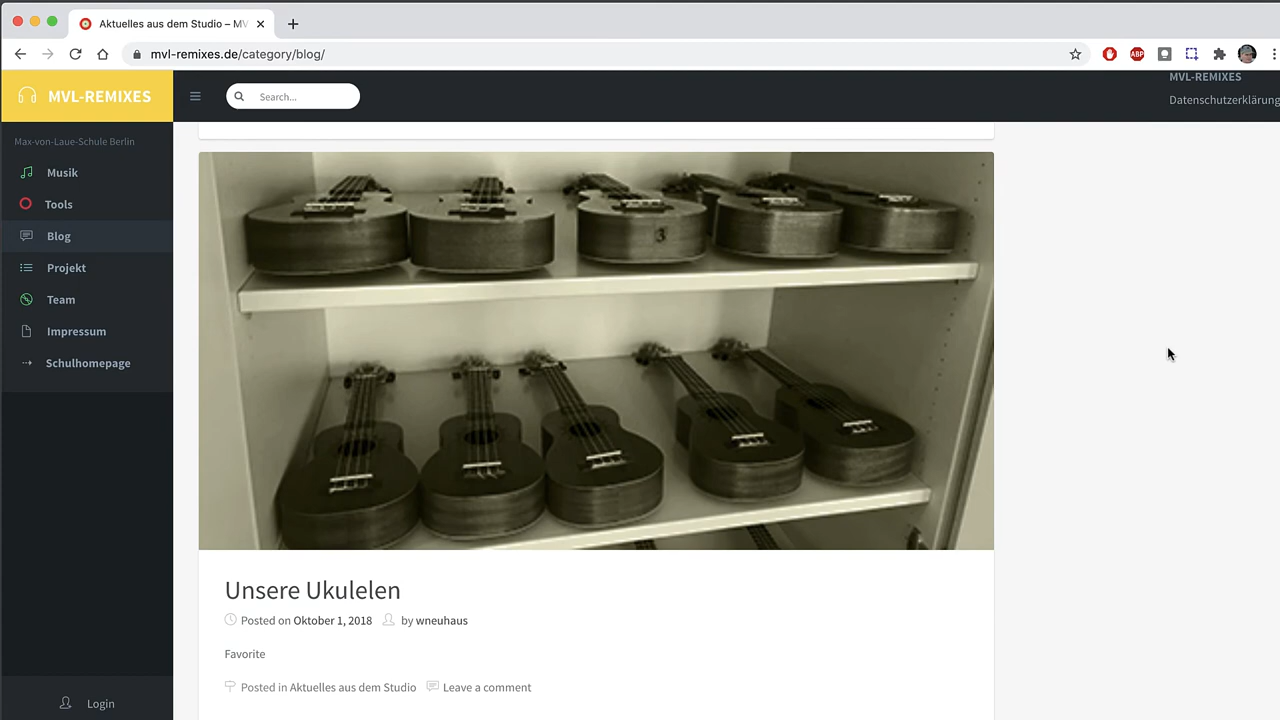 Aktuelles aus dem Studio – MV
mvl-remixes.de/category/blog/
ABP
MVL-REMIXES
Search...
MVL-REMIXES
Datenschutzerklärung
Max-von-Laue-Schule Berlin
Musik
Tools
Blog
Projekt
Team
Impressum
Schulhomepage
Login
3
Unsere Ukulelen
Posted on Oktober 1, 2018 by wneuhaus
Favorite
Posted in Aktuelles aus dem Studio Leave a comment